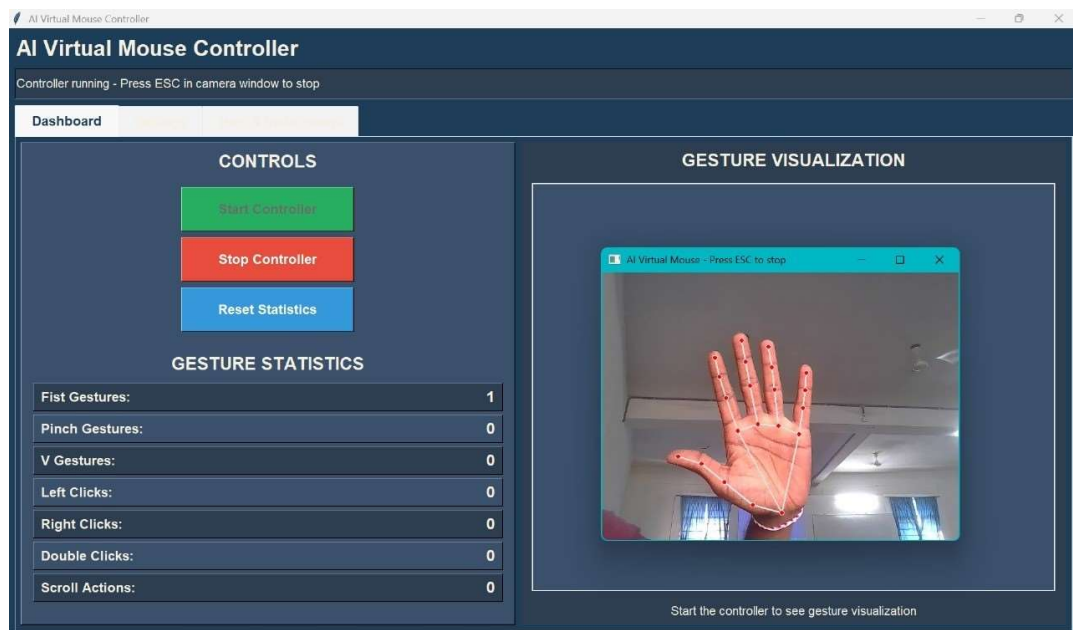 AI Virtual Mouse Controller
AI Virtual Mouse Controller
Controller running - Press ESC in camera window to stop
Dashboard
CONTROLS
Start Controller
Stop Controller
Reset Statistics
GESTURE STATISTICS
Fist Gestures: 1
Pinch Gestures: 0
V Gestures: 0
Left Clicks: 0
Right Clicks: 0
Double Clicks: 0
Scroll Actions: 0
GESTURE VISUALIZATION
AI Virtual Mouse - Press ESC to stop
Start the controller to see gesture visualization